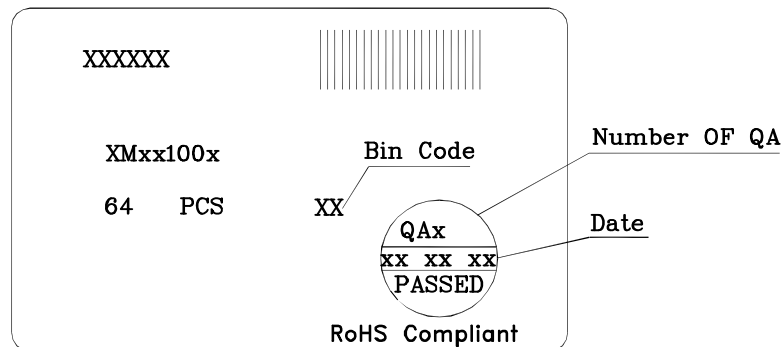 XXXXXX
XMxx100x
Bin Code
Number OF QA
64 PCS XX
QAx
Date
xx xx xx
PASSED
RoHS Compliant